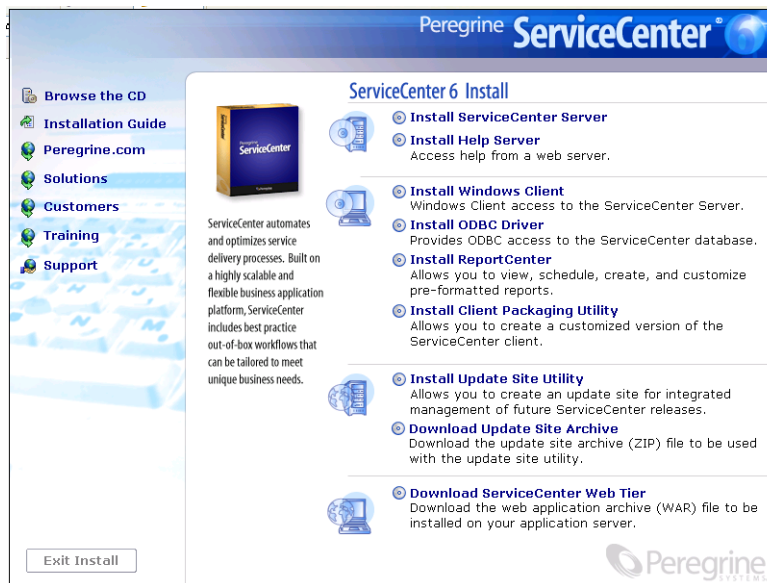 Peregrine ServiceCenter
Browse the CD
Installation Guide
Peregrine.com
Solutions
Customers
Training
Support
Exit Install
Peregrine
ServiceCenter
ServiceCenter automates
and optimizes service
delivery processes. Built on
a highly scalable and
flexible business application
platform, ServiceCenter
includes best practice
out-of-box workflows that
can be tailored to meet
unique business needs.
ServiceCenter 6 Install
Install ServiceCenter Server
Install Help Server
Access help from a web server.
Install Windows Client
Windows Client access to the ServiceCenter Server.
Install ODBC Driver
Provides ODBC access to the ServiceCenter database.
Install ReportCenter
Allows you to view, schedule, create, and customize
pre-formatted reports.
Install Client Packaging Utility
Allows you to create a customized version of the
ServiceCenter client.
Install Update Site Utility
Allows you to create an update site for integrated
management of future ServiceCenter releases.
Download Update Site Archive
Download the update site archive (ZIP) file to be used
with the update site utility.
Download ServiceCenter Web Tier
Download the web application archive (WAR) file to be
installed on your application server.
Peregrine
SYSTEMS